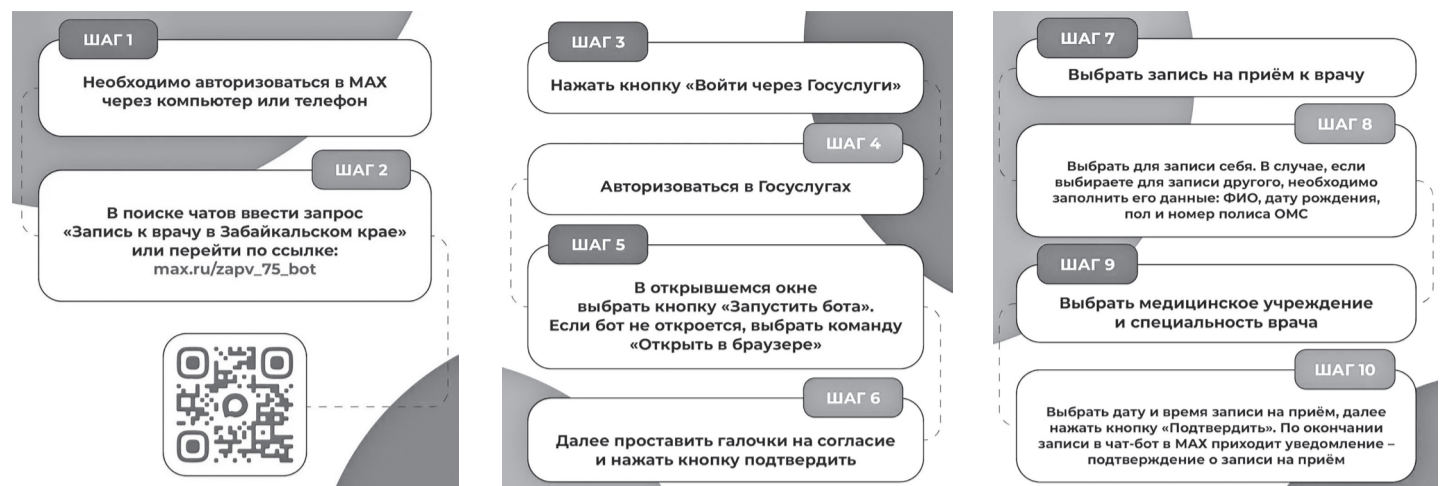 ШАГ 1
Необходимо авторизоваться в MAX
через компьютер или телефон
ШАГ 2
В поиске чатов ввести запрос
«Запись к врачу в Забайкальском крае»
или перейти по ссылке:
max.ru/zapv_75_bot
ШАГ 3
Нажать кнопку «Войти через Госуслуги»
ШАГ 4
Авторизоваться в Госуслугах
ШАГ 5
В открывшемся окне
выбрать кнопку «Запустить бота».
Если бот не откроется, выбрать команду
«Открыть в браузере»
ШАГ 6
Далее проставить галочки на согласие
и нажать кнопку подтвердить
ШАГ 7
Выбрать запись на приём к врачу
ШАГ 8
Выбрать для записи себя. В случае, если
выбираете для записи другого, необходимо
заполнить его данные: ФИО, дату рождения,
пол и номер полиса ОМС
ШАГ 9
Выбрать медицинское учреждение
и специальность врача
ШАГ 10
Выбрать дату и время записи на приём, далее
нажать кнопку «Подтвердить». По окончании
записи в чат-бот в MAX приходит уведомление –
подтверждение о записи на приём